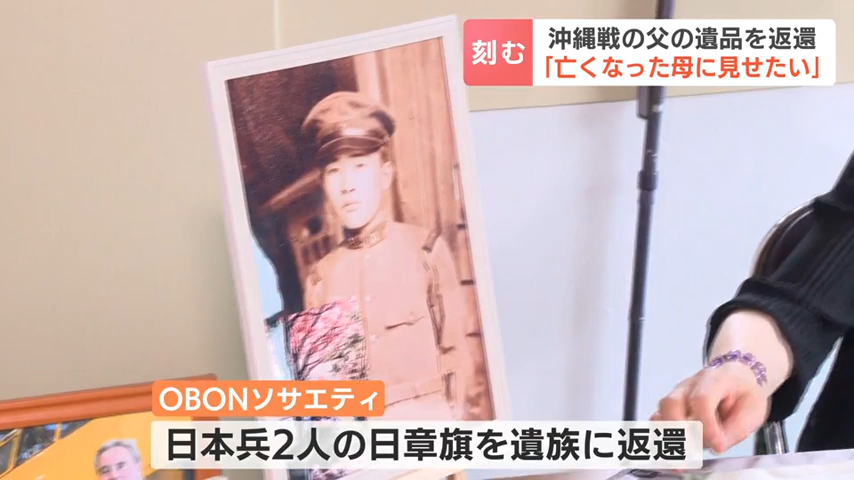 刻む
沖縄戦の父の遺品を返還
「亡くなった母に見せたい」
OBONソサエティ
日本兵2人の日章旗を遺族に返還